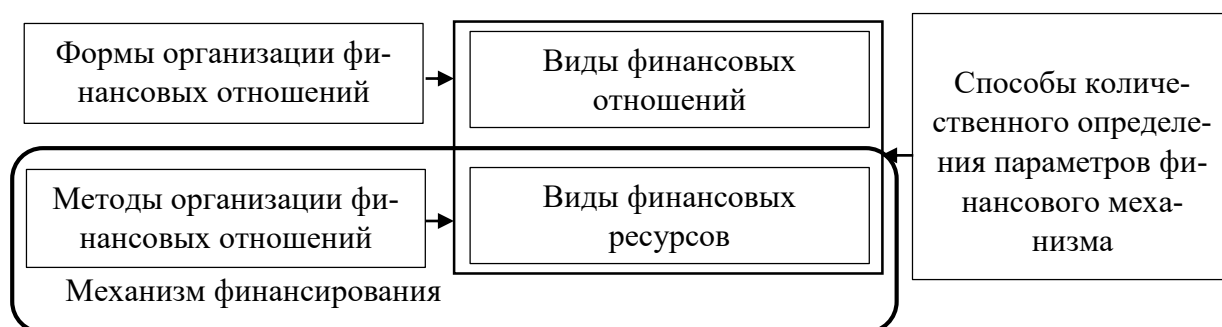 Формы организации фи-
нансовых отношений
Виды финансовых
отношений
Способы количе-
ственного определе-
ния параметров фи-
нансового меха-
низма
Методы организации фи-
нансовых отношений
Виды финансовых
ресурсов
Механизм финансирования